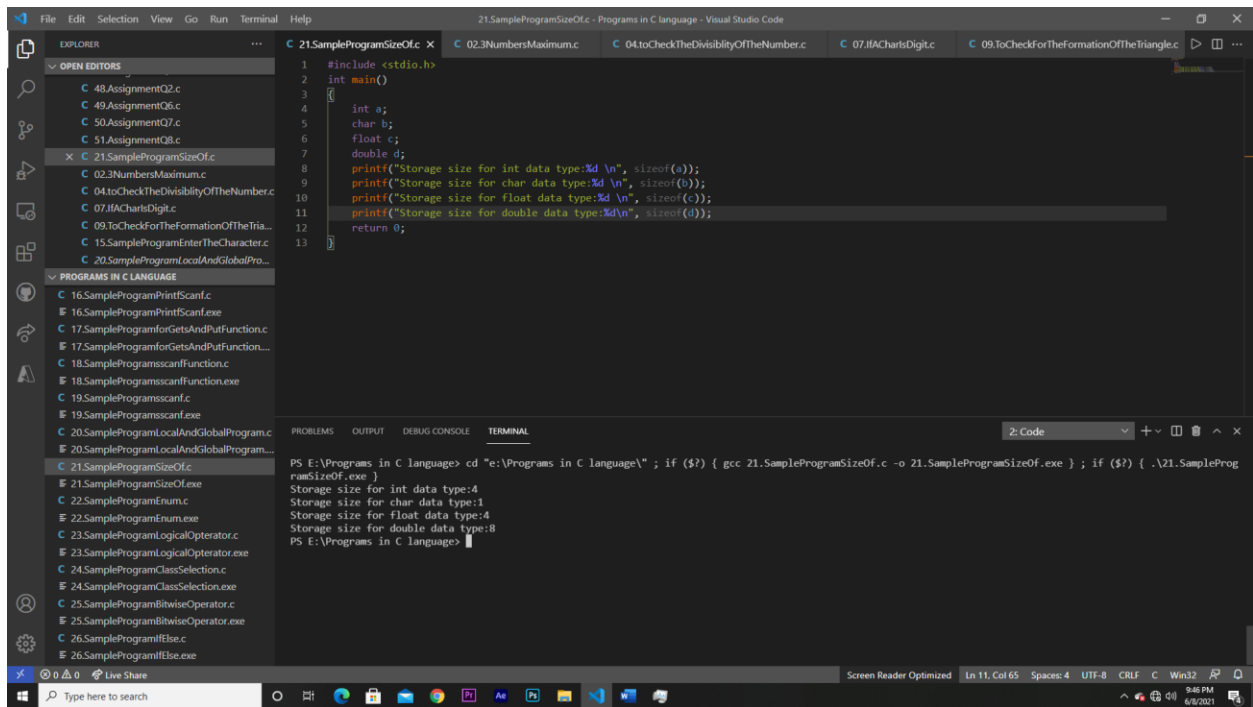 File Edit Selection View Go Run Terminal Help
21.SampleProgramSizeOf.c - Programs in C language - Visual Studio Code
EXPLORER
OPEN EDITORS
C 48.AssignmentQ2.c
C 49.AssignmentQ6.c
C 50.AssignmentQ7.c
C 51.AssignmentQ8.c
C 21.SampleProgramSizeOf.c
C 02.3NumbersMaximum.c
C 04.toCheckTheDivisiblityOfTheNumber.c
C 07.IfACharIsDigit.c
C 09.ToCheckForTheFormationOfTheTria...
C 15.SampleProgramEnterTheCharacter.c
C 20.SampleProgramLocalAndGlobalPro...
PROGRAMS IN C LANGUAGE
C 16.SampleProgramPrintfScanf.c
16.SampleProgramPrintfScanf.exe
C 17.SampleProgramforGetsAndPutFunction.c
17.SampleProgramforGetsAndPutFunction....
C 18.SampleProgramsscanfFunction.c
18.SampleProgramsscanfFunction.exe
C 19.SampleProgramsscanf.c
19.SampleProgramsscanf.exe
C 20.SampleProgramLocalAndGlobalProgram.c
20.SampleProgramLocalAndGlobalProgram....
C 21.SampleProgramSizeOf.c
21.SampleProgramSizeOf.exe
C 22.SampleProgramEnum.c
22.SampleProgramEnum.exe
C 23.SampleProgramLogicalOpterator.c
23.SampleProgramLogicalOpterator.exe
C 24.SampleProgramClassSelection.c
24.SampleProgramClassSelection.exe
C 25.SampleProgramBitwiseOperator.c
25.SampleProgramBitwiseOperator.exe
C 26.SampleProgramIfElse.c
26.SampleProgramIfElse.exe
C 21.SampleProgramSizeOf.c C 02.3NumbersMaximum.c C 04.toCheckTheDivisiblityOfTheNumber.c C 07.IfACharIsDigit.c C 09.ToCheckForTheFormationOfTheTriangle.c
1 #include <stdio.h>
2 int main()
3 {
4 int a;
5 char b;
6 float c;
7 double d;
8 printf("Storage size for int data type:%d \n", sizeof(a));
9 printf("Storage size for char data type:%d \n", sizeof(b));
10 printf("Storage size for float data type:%d \n", sizeof(c));
11 printf("Storage size for double data type:%d\n", sizeof(d));
12 return 0;
13 }
PROBLEMS OUTPUT DEBUG CONSOLE TERMINAL
2: Code
PS E:\Programs in C language> cd "e:\Programs in C language\" ; if ($?) { gcc 21.SampleProgramSizeOf.c -o 21.SampleProgramSizeOf.exe } ; if ($?) { .\21.SampleProg
ramSizeOf.exe }
Storage size for int data type:4
Storage size for char data type:1
Storage size for float data type:4
Storage size for double data type:8
PS E:\Programs in C language>
0 0 Live Share
Screen Reader Optimized Ln 11, Col 65 Spaces: 4 UTF-8 CRLF C Win32
Type here to search
Pr Ae Ps W
9:46 PM
6/8/2021
4